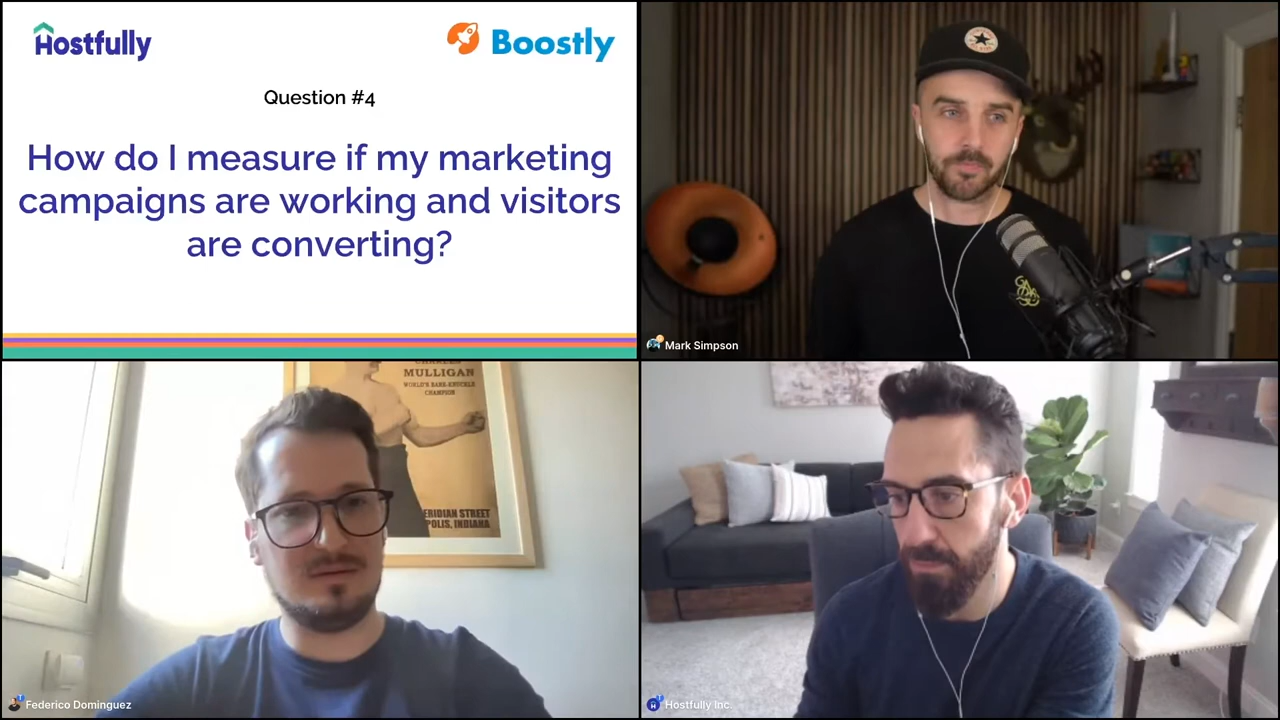 Hostfully
Boostly
Question #4
How do I measure if my marketing
campaigns are working and visitors
are converting?
Mark Simpson
MULLIGAN
WORLD'S BARE-KNUCKLE
CHAMPION
ERIDIAN STREET
POLIS, INDIANA
Federico Domínguez
Hostfully Inc.